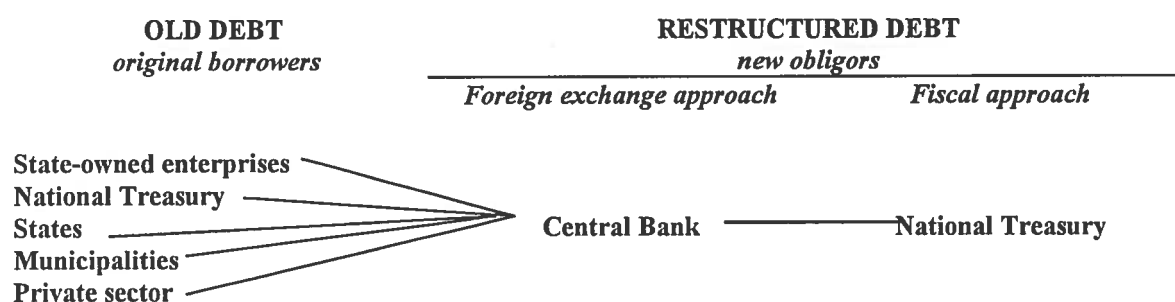 OLD DEBT RESTRUCTURED DEBT
original borrowers new obligors
Foreign exchange approach Fiscal approach
State-owned enterprises
National Treasury
States Central Bank National Treasury
Municipalities
Private sector